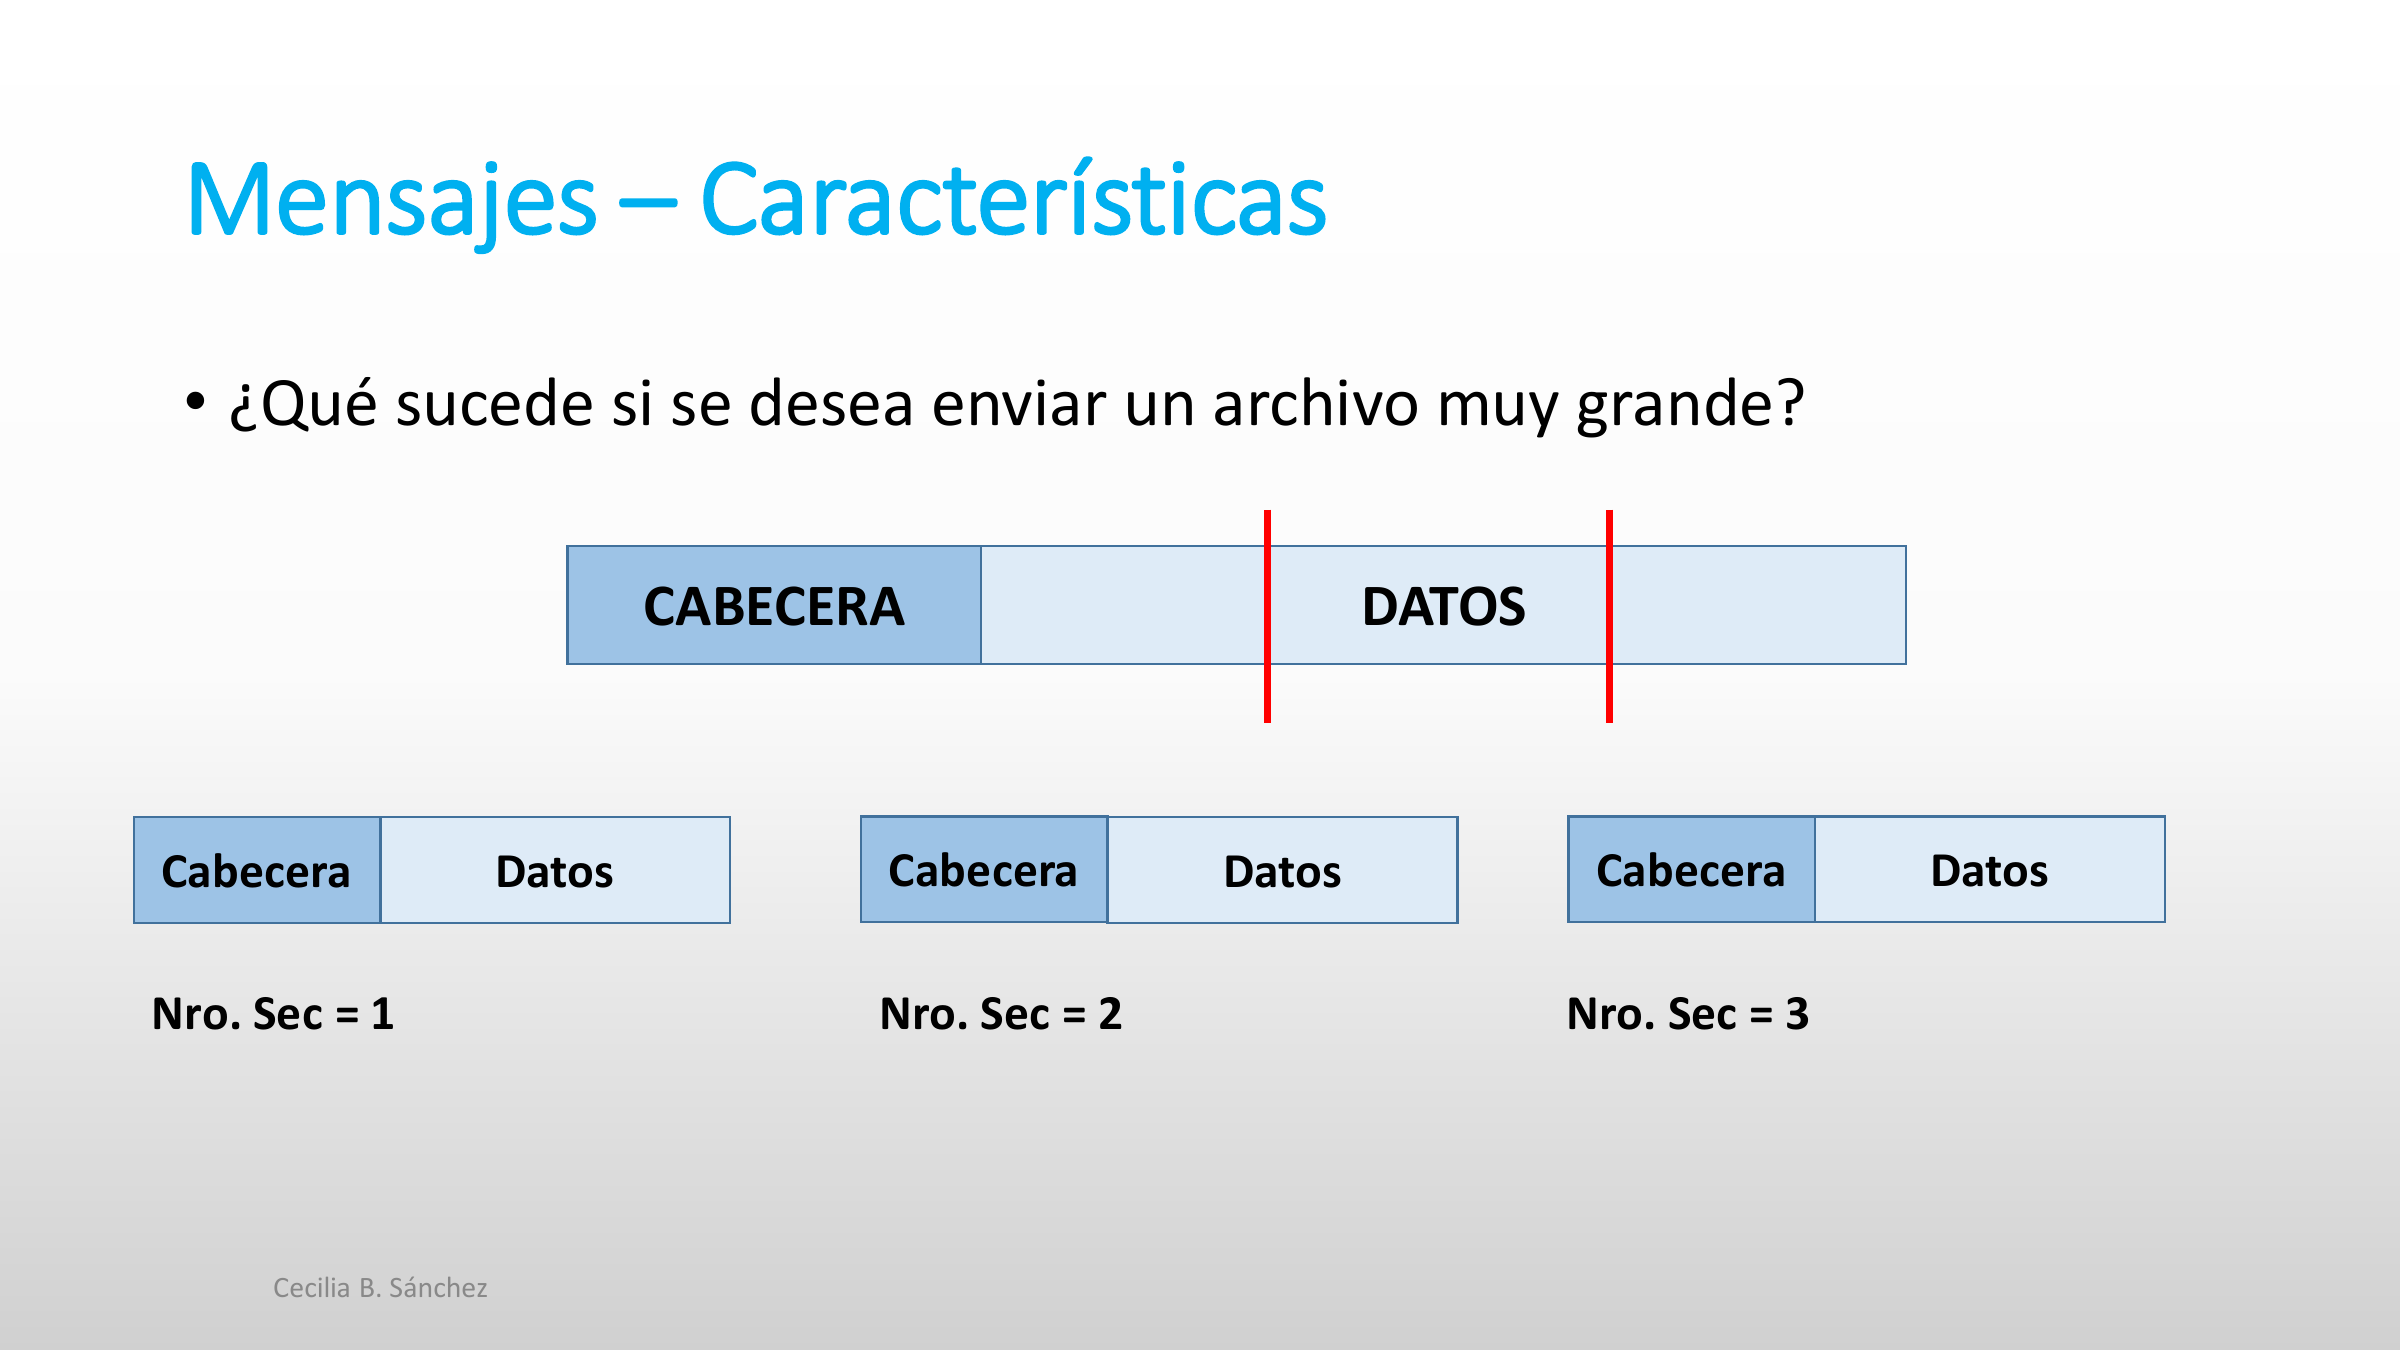 Mensajes – Características
• ¿Qué sucede si se desea enviar un archivo muy grande?
CABECERA DATOS
Cabecera Datos Cabecera Datos Cabecera Datos
Nro. Sec = 1 Nro. Sec = 2 Nro. Sec = 3
Cecilia B. Sánchez